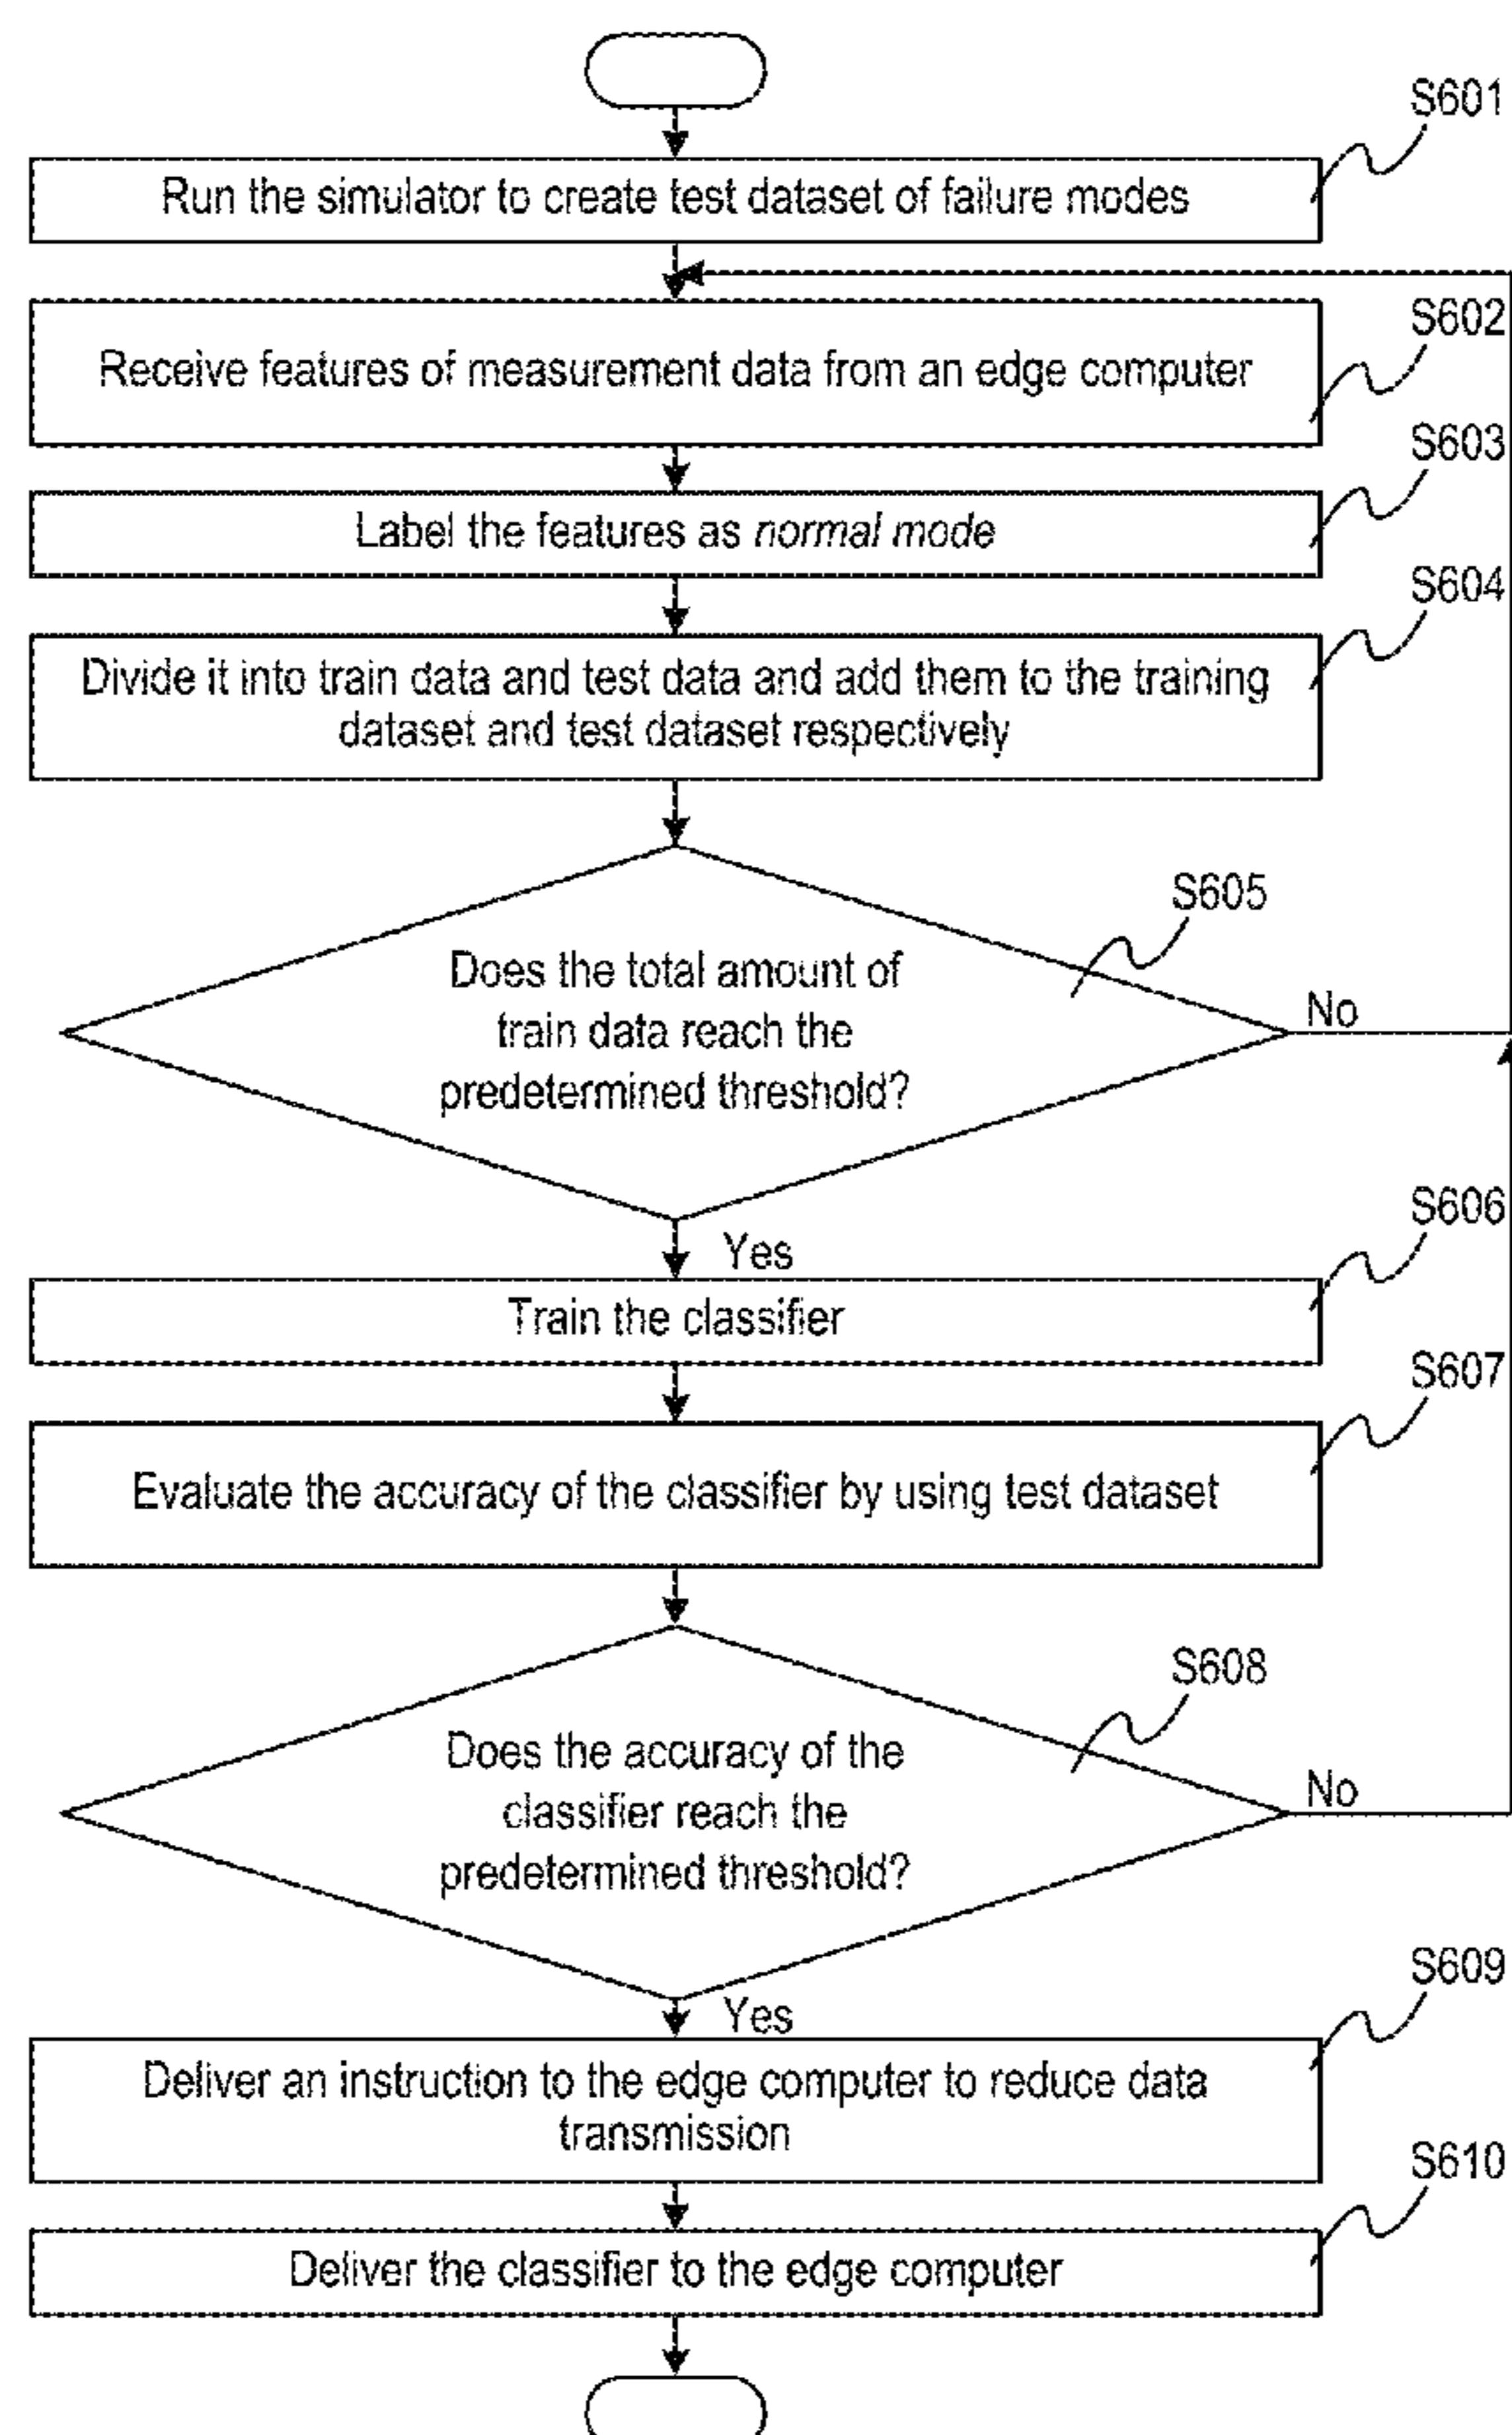 S601
Run the simulator to create test dataset of failure modes
S602
Receive features of measurement data from an edge computer
S603
Label the features as normal mode
S604
Divide it into train data and test data and add them to the training
dataset and test dataset respectively
S605
Does the total amount of
train data reach the
predetermined threshold?
No
Yes
S606
Train the classifier
S607
Evaluate the accuracy of the classifier by using test dataset
S608
Does the accuracy of the
classifier reach the
predetermined threshold?
No
Yes
S609
Deliver an instruction to the edge computer to reduce data
transmission
S610
Deliver the classifier to the edge computer